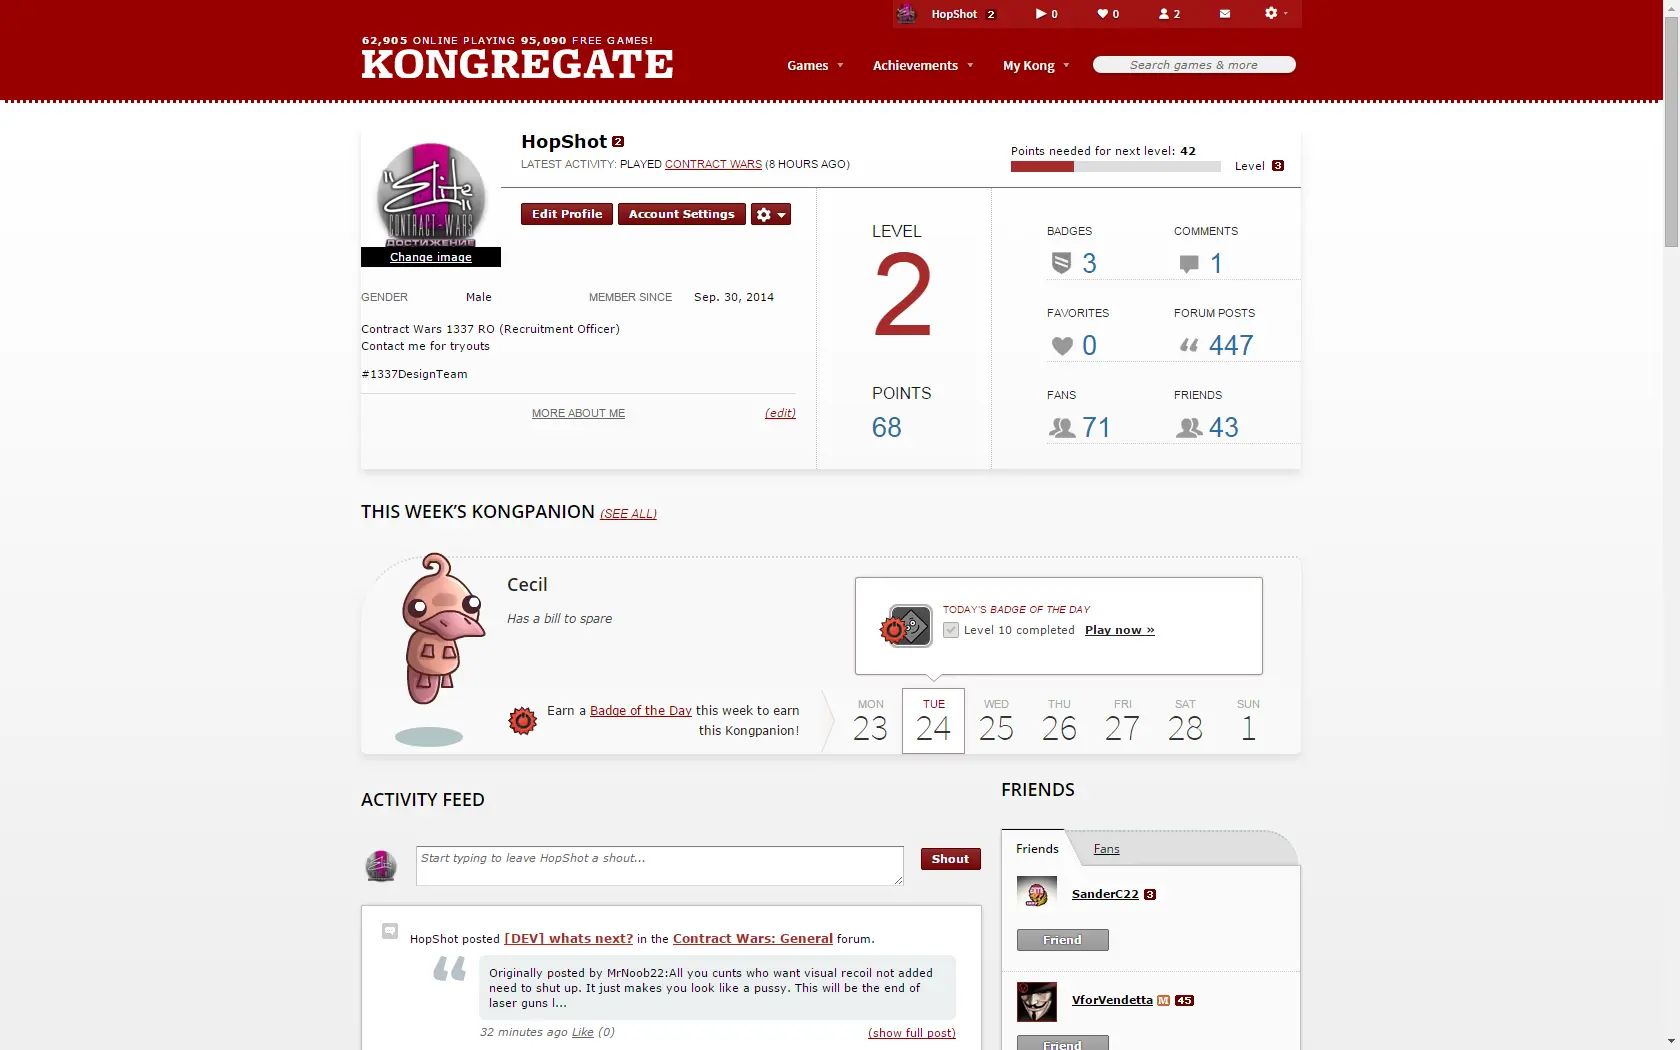 HopShot 2 0 0 2
62,905 ONLINE PLAYING 95,090 FREE GAMES!
KONGREGATE
Games Achievements My Kong Search games & more
HopShot 2
LATEST ACTIVITY: PLAYED CONTRACT WARS (8 HOURS AGO)
Points needed for next level: 42
Level 3
"Elite"
CONTRACT-WARS
ДОСТИЖЕНИЕ
Change image
Edit Profile Account Settings
GENDER Male MEMBER SINCE Sep. 30, 2014
Contract Wars 1337 RO (Recruitment Officer)
Contact me for tryouts
#1337DesignTeam
MORE ABOUT ME (edit)
LEVEL
2
POINTS
68
BADGES COMMENTS
3 1
FAVORITES FORUM POSTS
0 447
FANS FRIENDS
71 43
THIS WEEK'S KONGPANION (SEE ALL)
Cecil
Has a bill to spare
TODAY'S BADGE OF THE DAY
Level 10 completed Play now »
Earn a Badge of the Day this week to earn
this Kongpanion!
MON TUE WED THU FRI SAT SUN
23 24 25 26 27 28 1
ACTIVITY FEED
Start typing to leave HopShot a shout...
Shout
HopShot posted [DEV] whats next? in the Contract Wars: General forum.
Originally posted by MrNoob22:All you cunts who want visual recoil not added
need to shut up. It just makes you look like a pussy. This will be the end of
laser guns l...
32 minutes ago Like (0) (show full post)
FRIENDS
Friends Fans
SanderC22 3
Friend
VforVendetta M 45
Friend